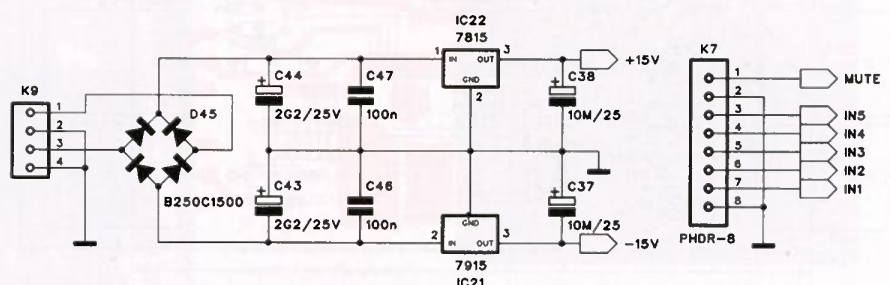 IC22
7815
1
IN
OUT
3
GND
2
+15V
K9
1
2
3
4
D45
B250C1500
C44
+
2G2/25V
C47
100n
+
C38
10M/25
C43
+
2G2/25V
C46
100n
+
C37
10M/25
2
IN
GND
OUT
3
-15V
7915
IC21
K7
1
2
3
4
5
6
7
8
PHDR-8
MUTE
IN5
IN4
IN3
IN2
IN1